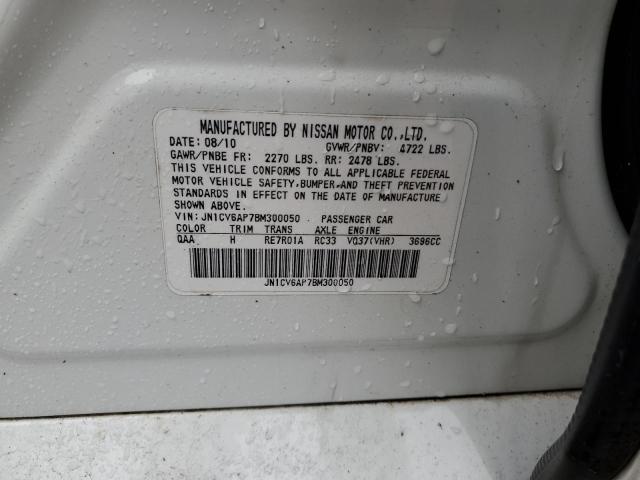 MANUFACTURED BY NISSAN MOTOR CO.,LTD.
DATE: 08/10 GVWR/PNBV: 4722 LBS.
GAWR/PNBE FR: 2270 LBS. RR: 2478 LBS.
THIS VEHICLE CONFORMS TO ALL APPLICABLE FEDERAL
MOTOR VEHICLE SAFETY, BUMPER, AND THEFT PREVENTION
STANDARDS IN EFFECT ON THE DATE OF MANUFACTURE
SHOWN ABOVE.
VIN: JN1CV6AP7BM300050 PASSENGER CAR
COLOR TRIM TRANS AXLE ENGINE
QAA H RE7R01A RC33 VQ37(VHR) 3696CC
JN1CV6AP7BM300050